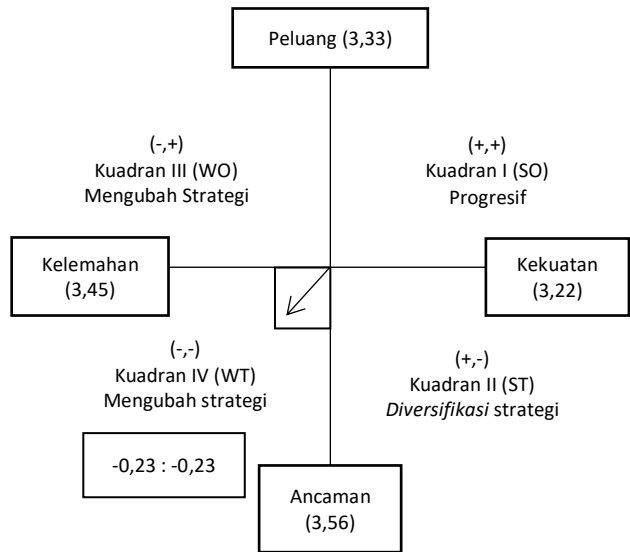 Peluang (3,33)
(-,+)
Kuadran III (WO)
Mengubah Strategi
(+,+)
Kuadran I (SO)
Progresif
Kelemahan
(3,45)
Kekuatan
(3,22)
(-,-)
Kuadran IV (WT)
Mengubah strategi
(+,-)
Kuadran II (ST)
Diversifikasi strategi
-0,23 : -0,23
Ancaman
(3,56)